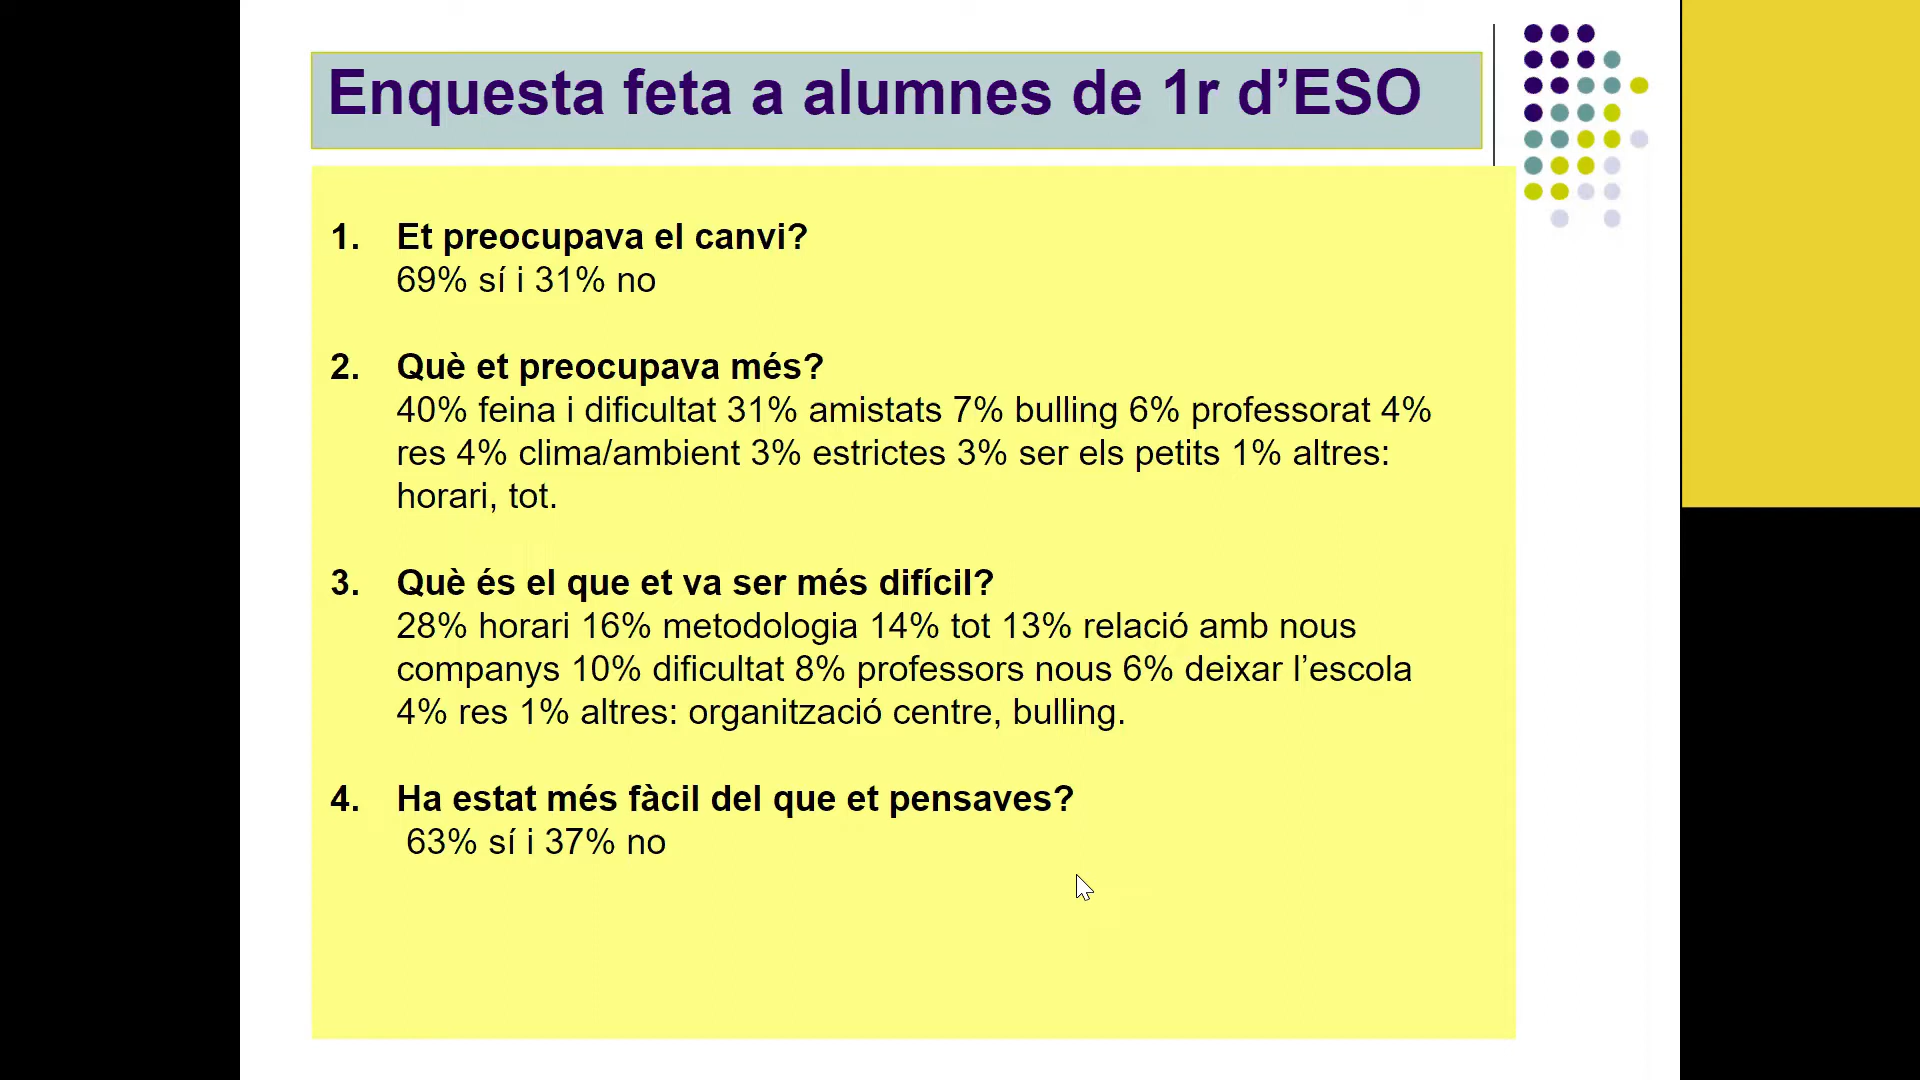 Enquesta feta a alumnes de 1r d’ESO
1. Et preocupava el canvi?
69% sí i 31% no
2. Què et preocupava més?
40% feina i dificultat 31% amistats 7% bulling 6% professorat 4%
res 4% clima/ambient 3% estrictes 3% ser els petits 1% altres:
horari, tot.
3. Què és el que et va ser més difícil?
28% horari 16% metodologia 14% tot 13% relació amb nous
companys 10% dificultat 8% professors nous 6% deixar l’escola
4% res 1% altres: organització centre, bulling.
4. Ha estat més fàcil del que et pensaves?
63% sí i 37% no